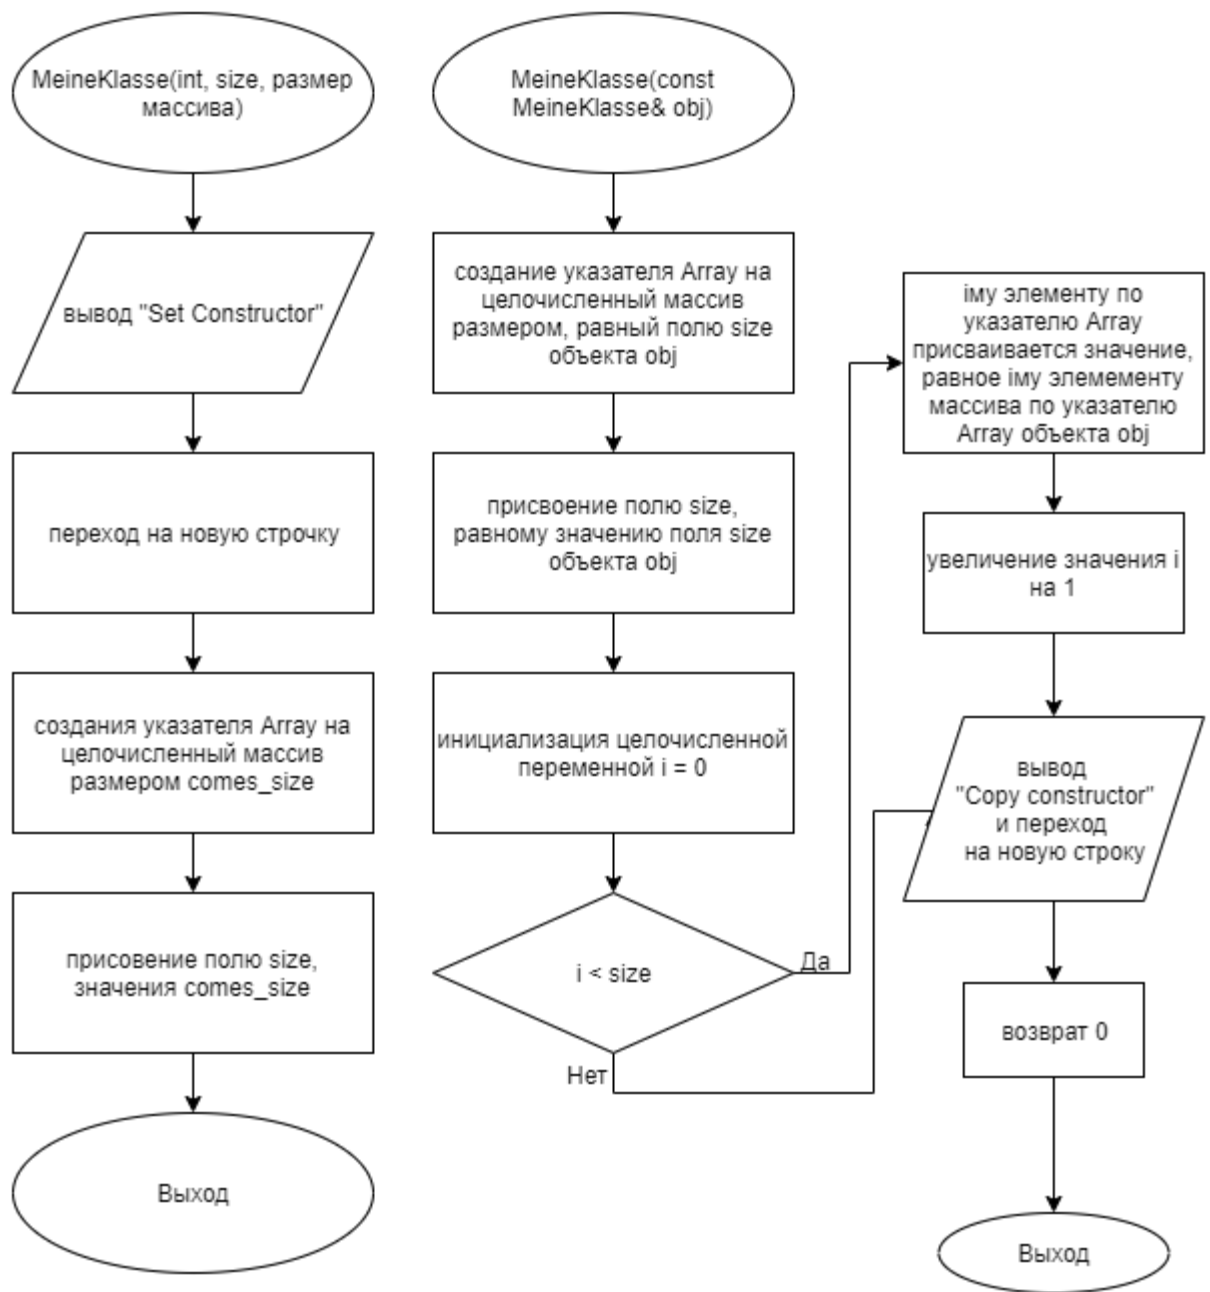 MeineKlasse(int, size, размер
массива)
вывод "Set Constructor"
переход на новую строчку
создания указателя Array на
целочисленный массив
размером comes_size
присовение полю size,
значения comes_size
Выход
MeineKlasse(const
MeineKlasse& obj)
создание указателя Array на
целочисленный массив
размером, равный полю size
объекта obj
присвоение полю size,
равному значению поля size
объекта obj
инициализация целочисленной
переменной i = 0
i < size
Да
Нет
iму элементу по
указателю Array
присваивается значение,
равное iму элемементу
массива по указателю
Array объекта obj
увеличение значения i
на 1
вывод
"Copy constructor"
и переход
на новую строку
возврат 0
Выход